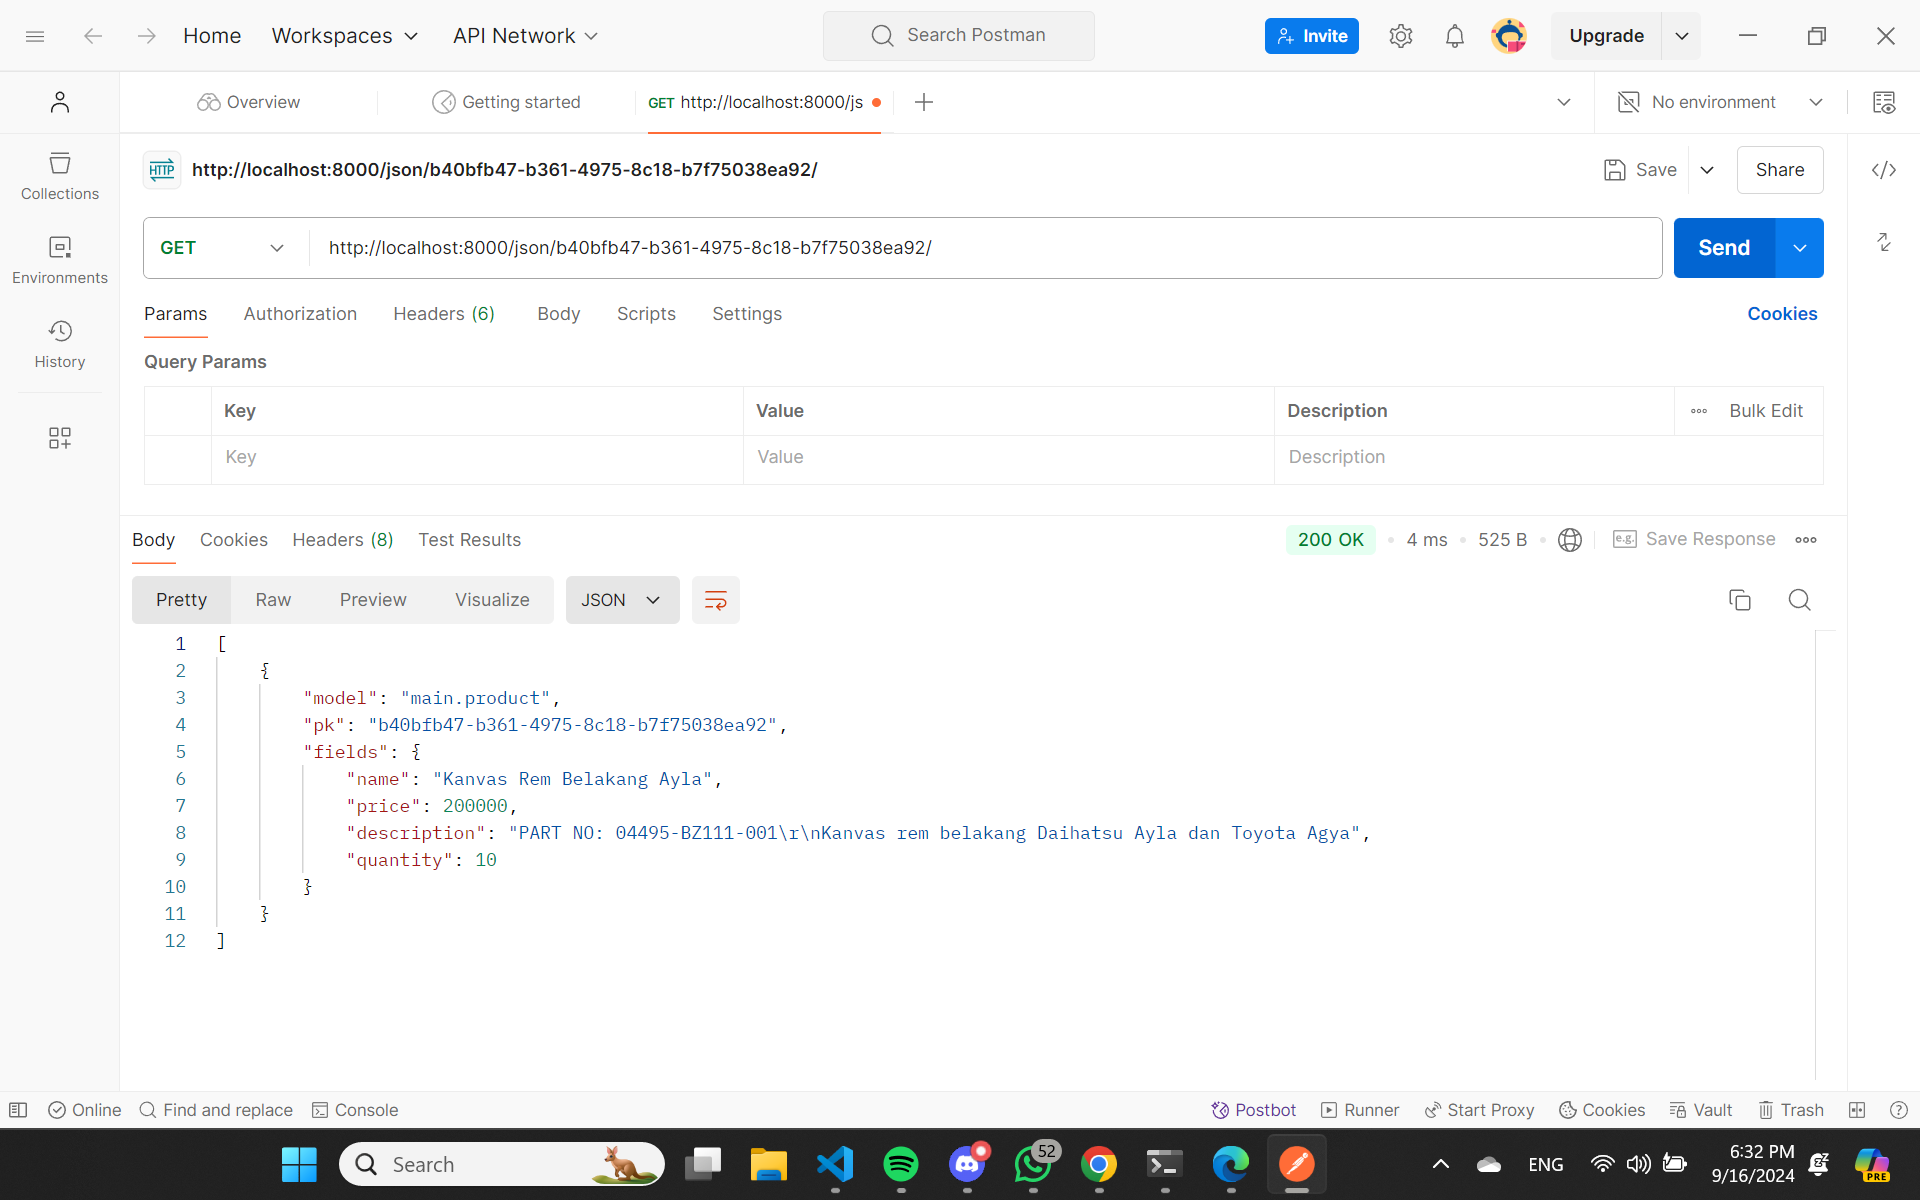 Home Workspaces API Network Search Postman Invite Upgrade
Overview Getting started GET http://localhost:8000/js No environment
HTTP http://localhost:8000/json/b40bfb47-b361-4975-8c18-b7f75038ea92/ Save Share
Collections
GET http://localhost:8000/json/b40bfb47-b361-4975-8c18-b7f75038ea92/ Send
Environments
Params Authorization Headers (6) Body Scripts Settings Cookies
History
Query Params
Key Value Description Bulk Edit
Key Value Description
Body Cookies Headers (8) Test Results 200 OK 4 ms 525 B e.g. Save Response
Pretty Raw Preview Visualize JSON
1 [
2 {
3 "model": "main.product",
4 "pk": "b40bfb47-b361-4975-8c18-b7f75038ea92",
5 "fields": {
6 "name": "Kanvas Rem Belakang Ayla",
7 "price": 200000,
8 "description": "PART NO: 04495-BZ111-001\r\nKanvas rem belakang Daihatsu Ayla dan Toyota Agya",
9 "quantity": 10
10 }
11 }
12 ]
Online Find and replace Console Postbot Runner Start Proxy Cookies Vault Trash
Search 52 ENG 6:32 PM
9/16/2024 PRE